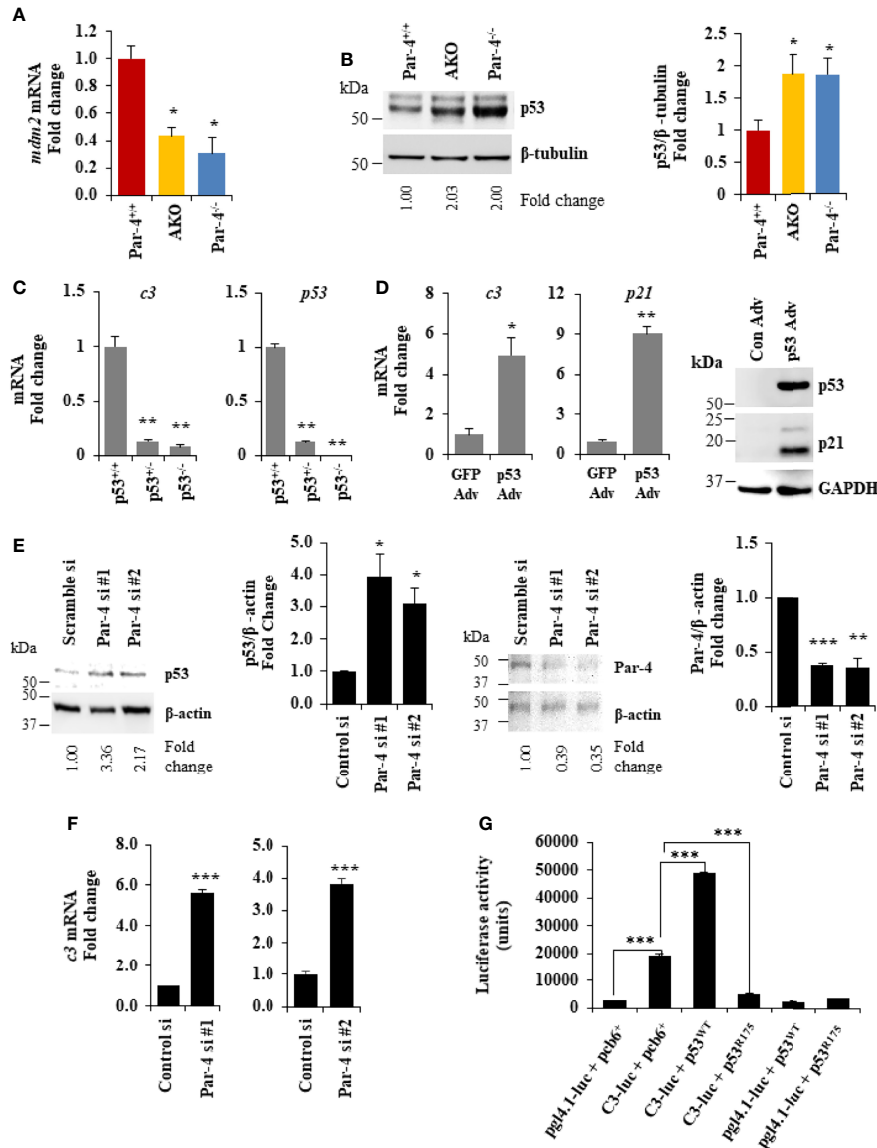 A
mdm2 mRNA
Fold change
1.2
1.0
0.8
0.6
0.4
0.2
0.0
*
*
Par-4+/+
AKO
Par-4-/-
B
Par-4+/+
AKO
Par-4-/-
kDa
50
p53
50
β-tubulin
1.00
2.03
2.00
Fold change
p53/β-tubulin
Fold change
2.5
2
1.5
1
0.5
0
*
*
Par-4+/+
AKO
Par-4-/-
C
mRNA
Fold change
c3
1.5
1
0.5
0
**
**
p53+/+
p53+/-
p53-/-
p53
1.5
1
0.5
0
**
**
p53+/+
p53+/-
p53-/-
D
mRNA
Fold change
c3
8
6
4
2
0
*
GFP Adv
p53 Adv
p21
12
9
6
3
0
**
GFP Adv
p53 Adv
Con Adv
p53 Adv
kDa
50
p53
25
20
p21
37
GAPDH
E
Scramble si
Par-4 si #1
Par-4 si #2
kDa
50
p53
50
37
β-actin
1.00
3.36
2.17
Fold change
p53/β-actin
Fold Change
5.0
4.0
3.0
2.0
1.0
0.0
*
*
Control si
Par-4 si #1
Par-4 si #2
Scramble si
Par-4 si #1
Par-4 si #2
kDa
50
37
Par-4
50
37
β-actin
1.00
0.39
0.35
Fold change
Par-4/β-actin
Fold change
1.5
1.0
0.5
0.0
***
**
Control si
Par-4 si #1
Par-4 si #2
F
c3 mRNA
Fold change
8.0
6.0
4.0
2.0
0.0
***
Control si
Par-4 si #1
5.0
4.0
3.0
2.0
1.0
0.0
***
Control si
Par-4 si #2
G
Luciferase activity
(units)
60000
50000
40000
30000
20000
10000
0
***
***
***
pgl4.1-luc + pcb6+
C3-luc + pcb6+
C3-luc + p53WT
C3-luc + p53R175
pgl4.1-luc + p53WT
pgl4.1-luc + p53R175